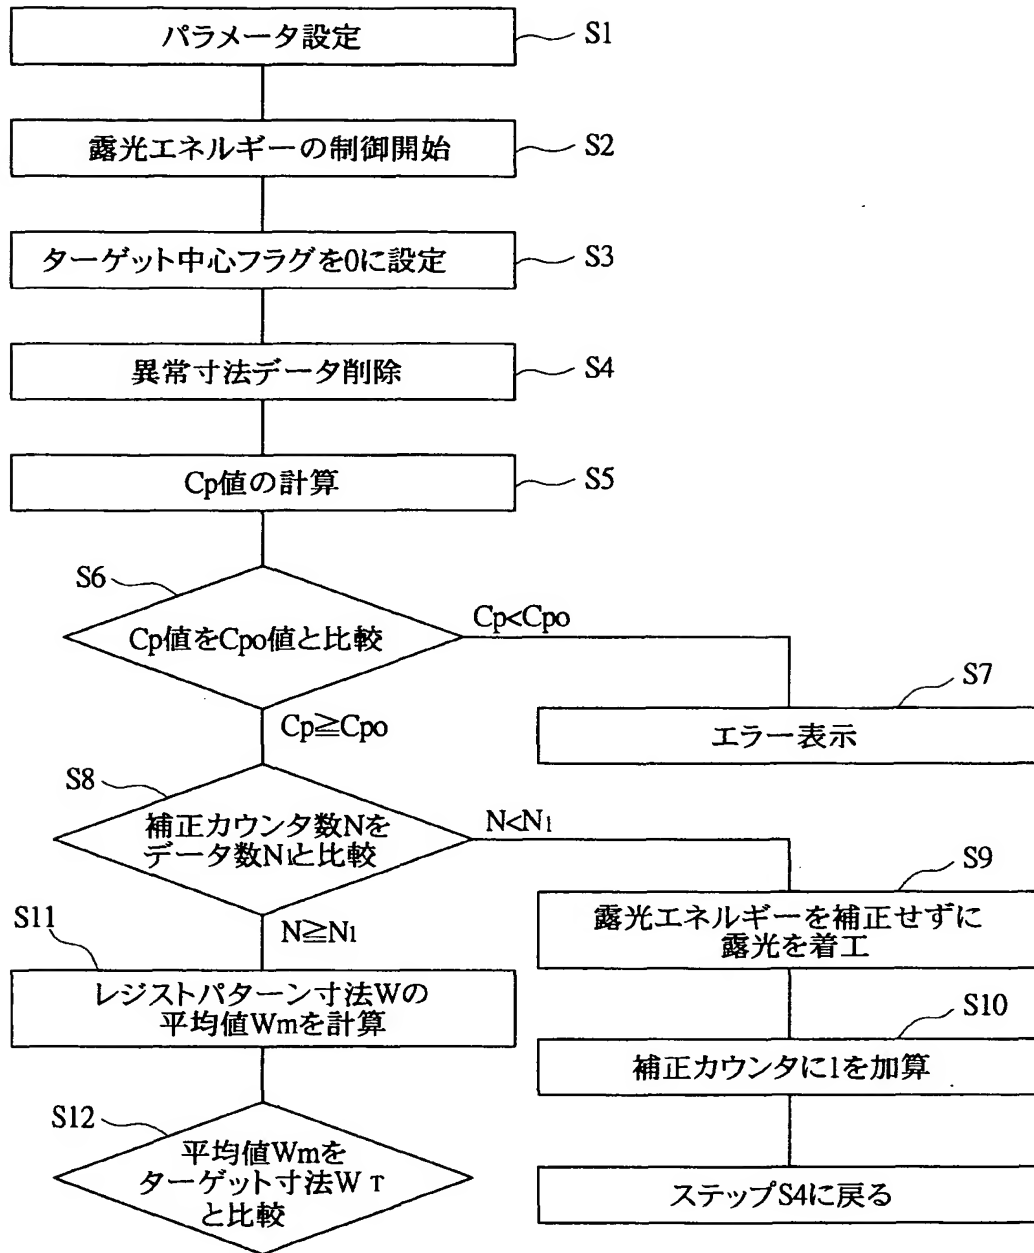 パラメータ設定
S1
露光エネルギーの制御開始
S2
ターゲット中心フラグを0に設定
S3
異常寸法データ削除
S4
Cp値の計算
S5
S6
Cp値をCpo値と比較
Cp<Cpo
S7
エラー表示
Cp≧Cpo
S8
補正カウンタ数Nを
データ数N1と比較
N<N1
S9
露光エネルギーを補正せずに
露光を着工
N≧N1
S11
レジストパターン寸法Wの
平均値Wmを計算
S10
補正カウンタに1を加算
S12
平均値Wmを
ターゲット寸法WT
と比較
ステップS4に戻る